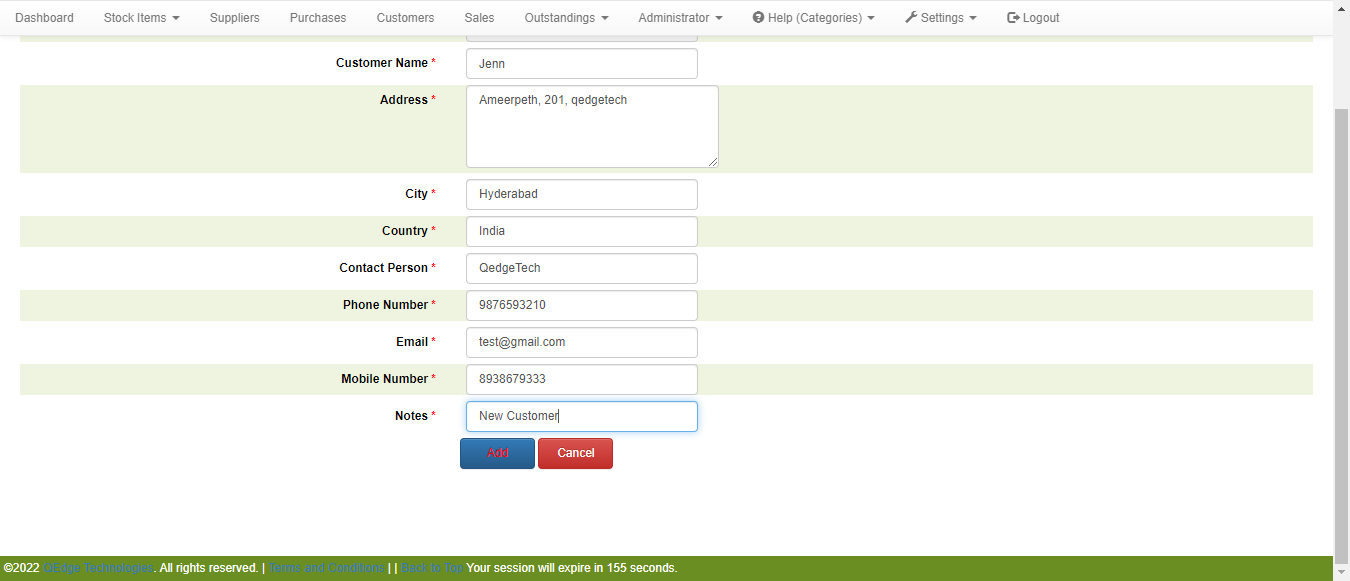 Dashboard Stock Items Suppliers Purchases Customers Sales Outstandings Administrator Help (Categories) Settings Logout
Customer Name * Jenn
Address * Ameerpeth, 201, qedgetech
City * Hyderabad
Country * India
Contact Person * QedgeTech
Phone Number * 9876593210
Email * test@gmail.com
Mobile Number * 8938679333
Notes * New Customer
Add Cancel
©2022 QEdge Technologies. All rights reserved. | Terms and Conditions | | Back to Top Your session will expire in 155 seconds.